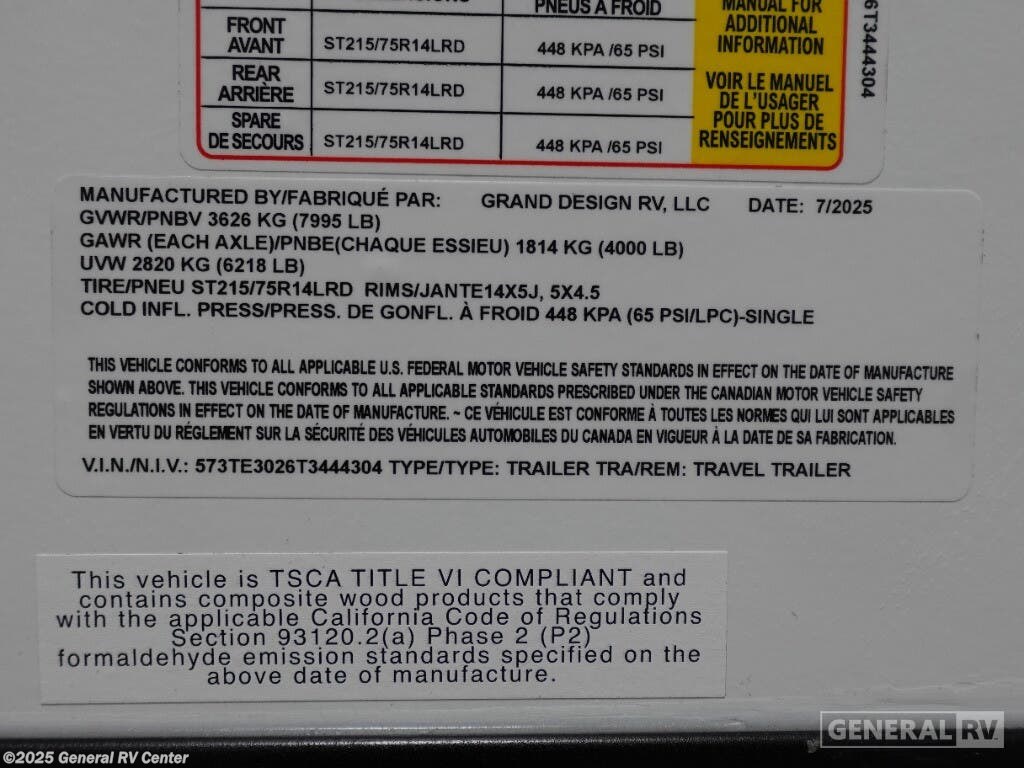 PNEUS À FROID
MANUAL FOR
ADDITIONAL
INFORMATION
FRONT
AVANT
ST215/75R14LRD
448 KPA /65 PSI
REAR
ARRIÈRE
ST215/75R14LRD
448 KPA /65 PSI
SPARE
DE SECOURS
ST215/75R14LRD
448 KPA /65 PSI
VOIR LE MANUEL
DE L'USAGER
POUR PLUS DE
RENSEIGNEMENTS
6T3444304
MANUFACTURED BY/FABRIQUÉ PAR: GRAND DESIGN RV, LLC DATE: 7/2025
GVWR/PNBV 3626 KG (7995 LB)
GAWR (EACH AXLE)/PNBE(CHAQUE ESSIEU) 1814 KG (4000 LB)
UVW 2820 KG (6218 LB)
TIRE/PNEU ST215/75R14LRD RIMS/JANTE14X5J, 5X4.5
COLD INFL. PRESS/PRESS. DE GONFL. À FROID 448 KPA (65 PSI/LPC)-SINGLE
THIS VEHICLE CONFORMS TO ALL APPLICABLE U.S. FEDERAL MOTOR VEHICLE SAFETY STANDARDS IN EFFECT ON THE DATE OF MANUFACTURE
SHOWN ABOVE. THIS VEHICLE CONFORMS TO ALL APPLICABLE STANDARDS PRESCRIBED UNDER THE CANADIAN MOTOR VEHICLE SAFETY
REGULATIONS IN EFFECT ON THE DATE OF MANUFACTURE. ~ CE VÉHICULE EST CONFORME À TOUTES LES NORMES QUI LUI SONT APPLICABLES
EN VERTU DU RÉGLEMENT SUR LA SÉCURITÉ DES VÉHICULES AUTOMOBILES DU CANADA EN VIGUEUR À LA DATE DE SA FABRICATION.
V.I.N./N.I.V.: 573TE3026T3444304 TYPE/TYPE: TRAILER TRA/REM: TRAVEL TRAILER
This vehicle is TSCA TITLE VI COMPLIANT and
contains composite wood products that comply
with the applicable California Code of Regulations
Section 93120.2(a) Phase 2 (P2)
formaldehyde emission standards specified on the
above date of manufacture.
GENERAL RV
©2025 General RV Center